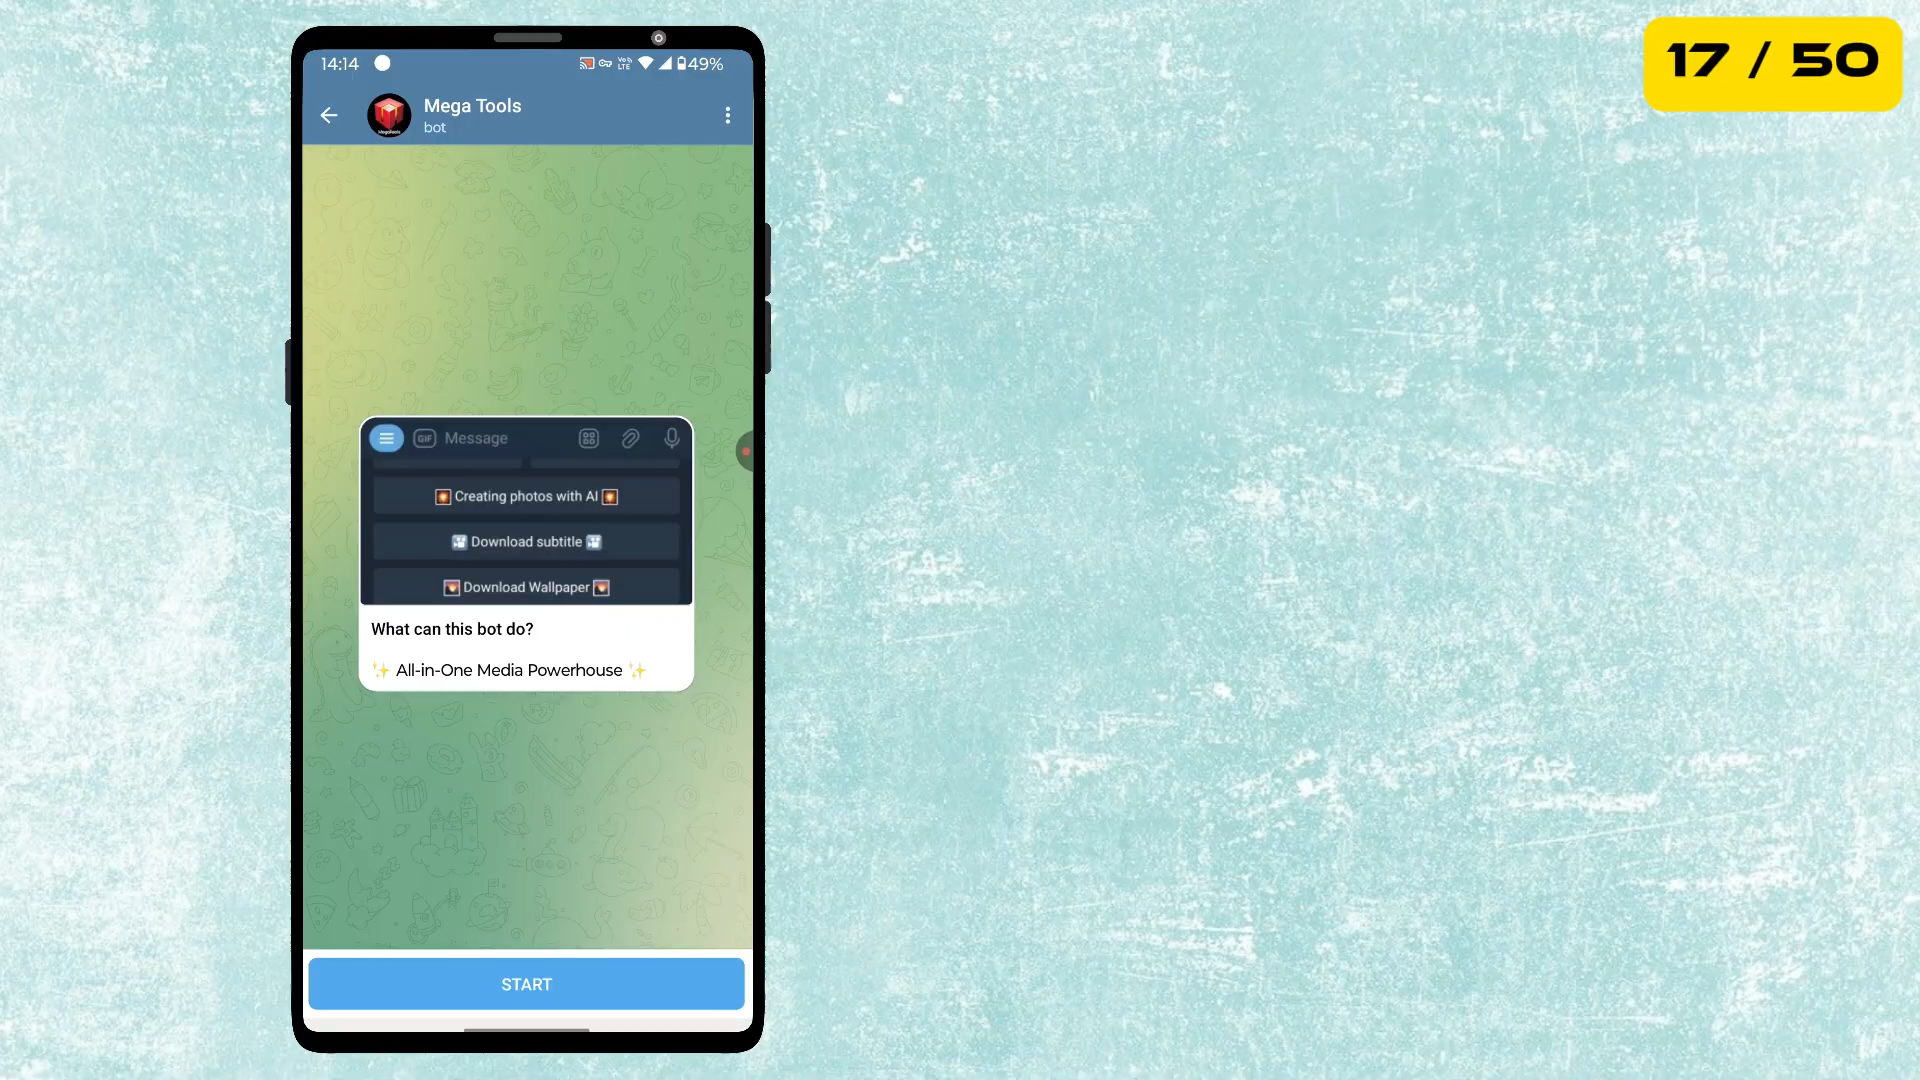 17 / 50
14:14
49%
Mega Tools
bot
GIF Message
Creating photos with AI
Download subtitle
Download Wallpaper
What can this bot do?
✨ All-in-One Media Powerhouse ✨
START